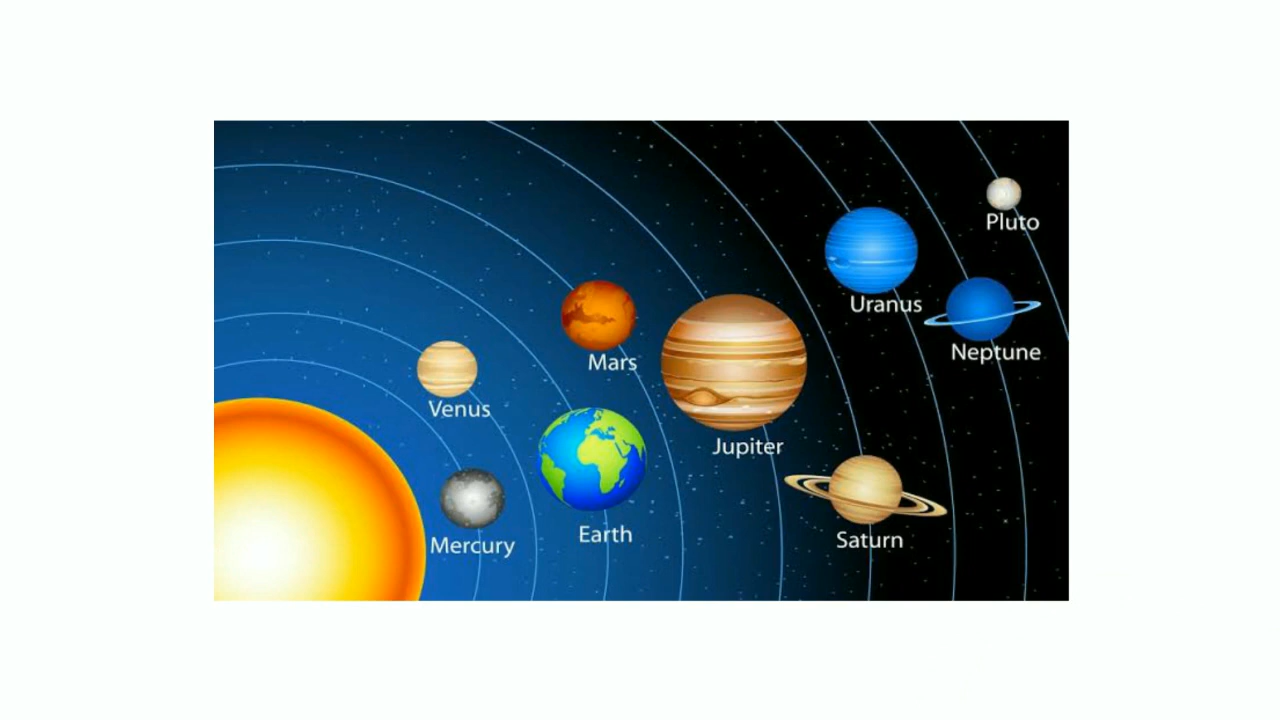 Pluto
Uranus
Neptune
Mars
Venus
Jupiter
Earth
Saturn
Mercury